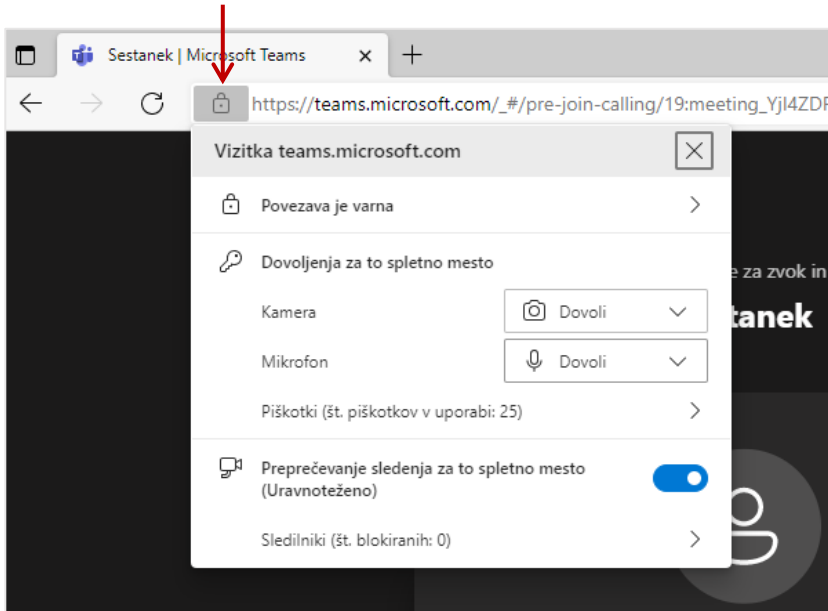 Sestanek | Microsoft Teams
https://teams.microsoft.com/_#/pre-join-calling/19:meeting_YjI4ZDF
Vizitka teams.microsoft.com
Povezava je varna
Dovoljenja za to spletno mesto
e za zvok in
Kamera
Dovoli
stanek
Mikrofon
Dovoli
Piškotki (št. piškotkov v uporabi: 25)
Preprečevanje sledenja za to spletno mesto
(Uravnoteženo)
Sledilniki (št. blokiranih: 0)